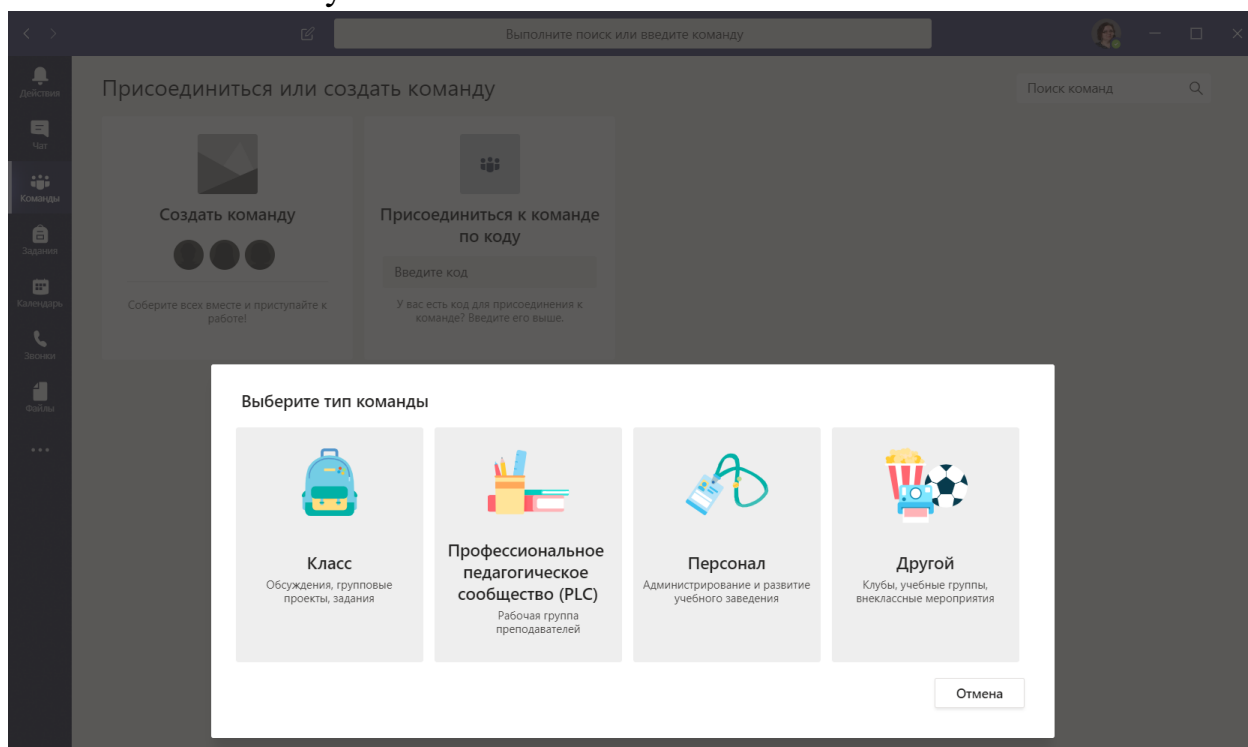 Выполните поиск или введите команду
Действия
Чат
Команды
Задания
Календарь
Звонки
Файлы
Присоединиться или создать команду
Поиск команд
Создать команду
Соберите всех вместе и приступайте к
работе!
Присоединиться к команде
по коду
Введите код
У вас есть код для присоединения к
команде? Введите его выше.
Выберите тип команды
Класс
Обсуждения, групповые
проекты, задания
Профессиональное
педагогическое
сообщество (PLC)
Рабочая группа
преподавателей
Персонал
Администрирование и развитие
учебного заведения
Другой
Клубы, учебные группы,
внеклассные мероприятия
Отмена